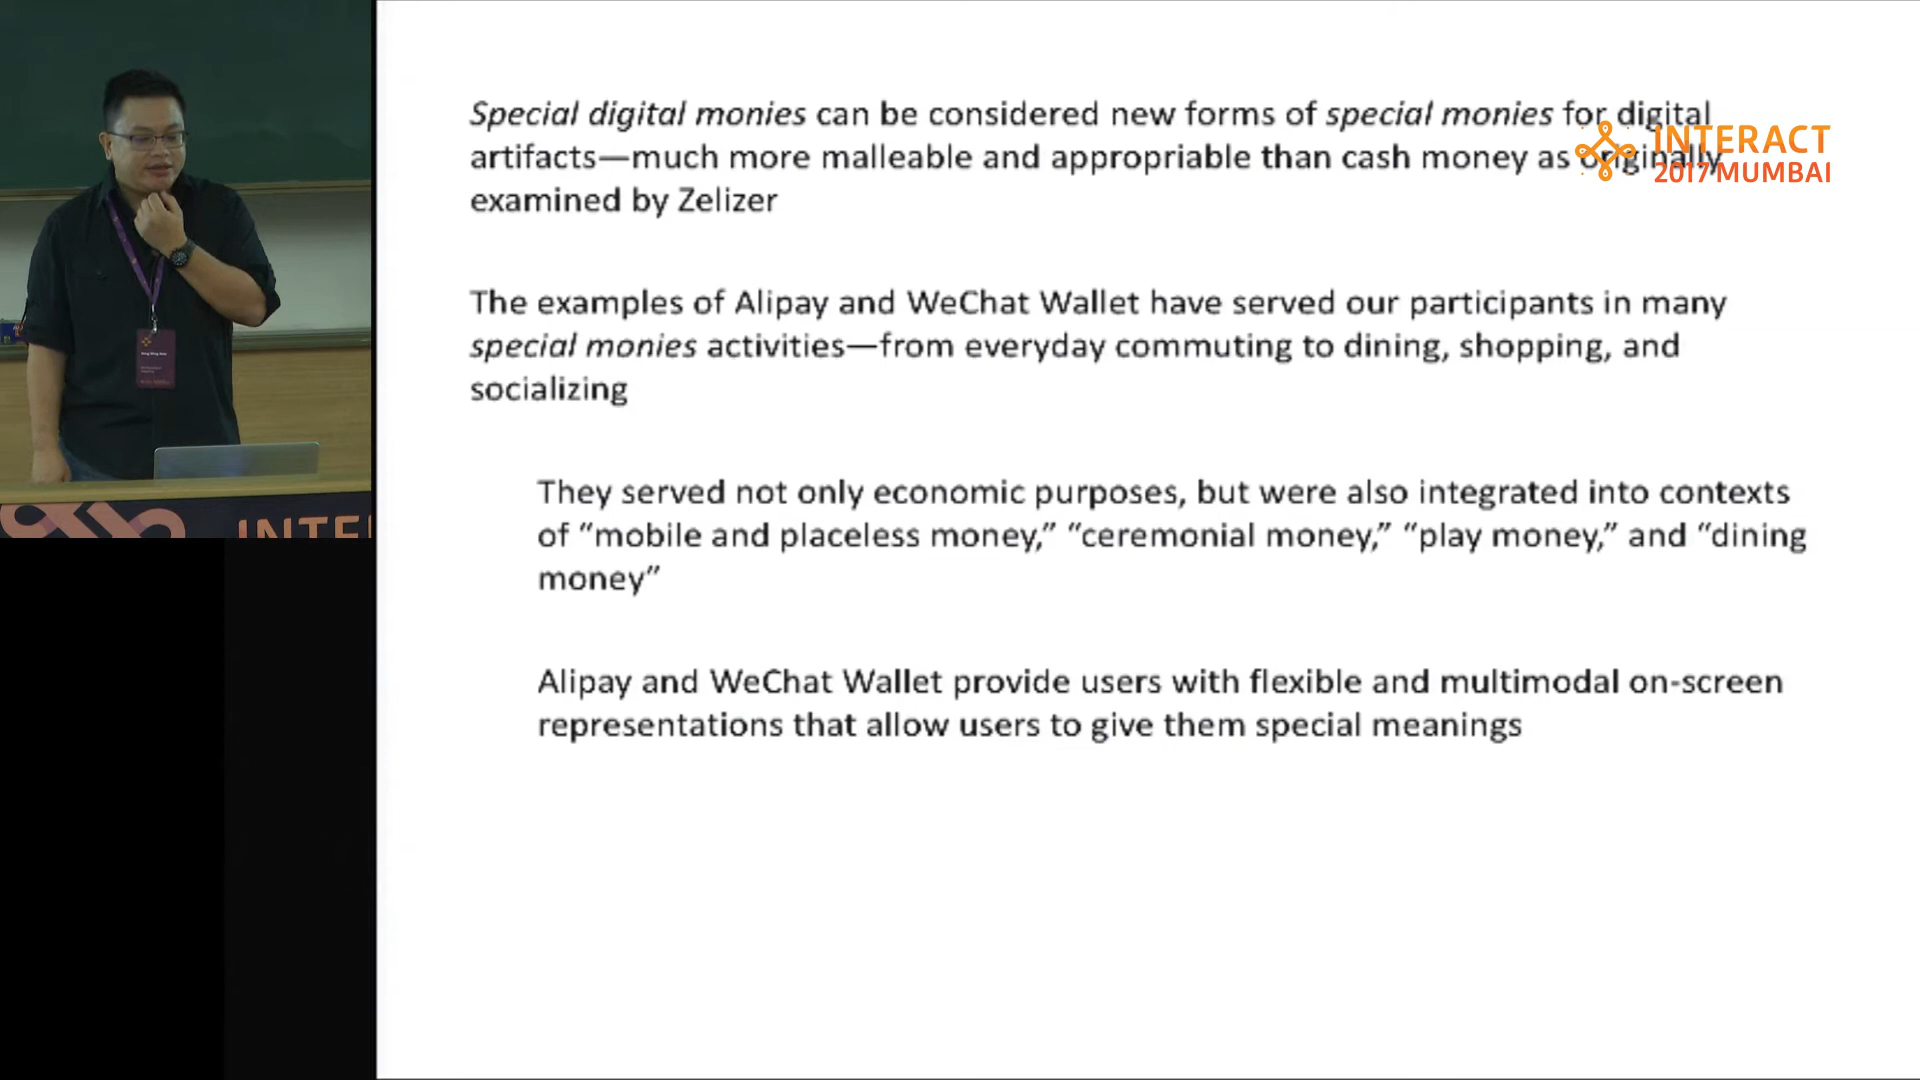 Special digital monies can be considered new forms of special monies for digital
artifacts—much more malleable and appropriable than cash money as originally
examined by Zelizer
INTERACT
2017 MUMBAI
The examples of Alipay and WeChat Wallet have served our participants in many
special monies activities—from everyday commuting to dining, shopping, and
socializing
They served not only economic purposes, but were also integrated into contexts
of “mobile and placeless money,” “ceremonial money,” “play money,” and “dining
money”
Alipay and WeChat Wallet provide users with flexible and multimodal on-screen
representations that allow users to give them special meanings
INTE